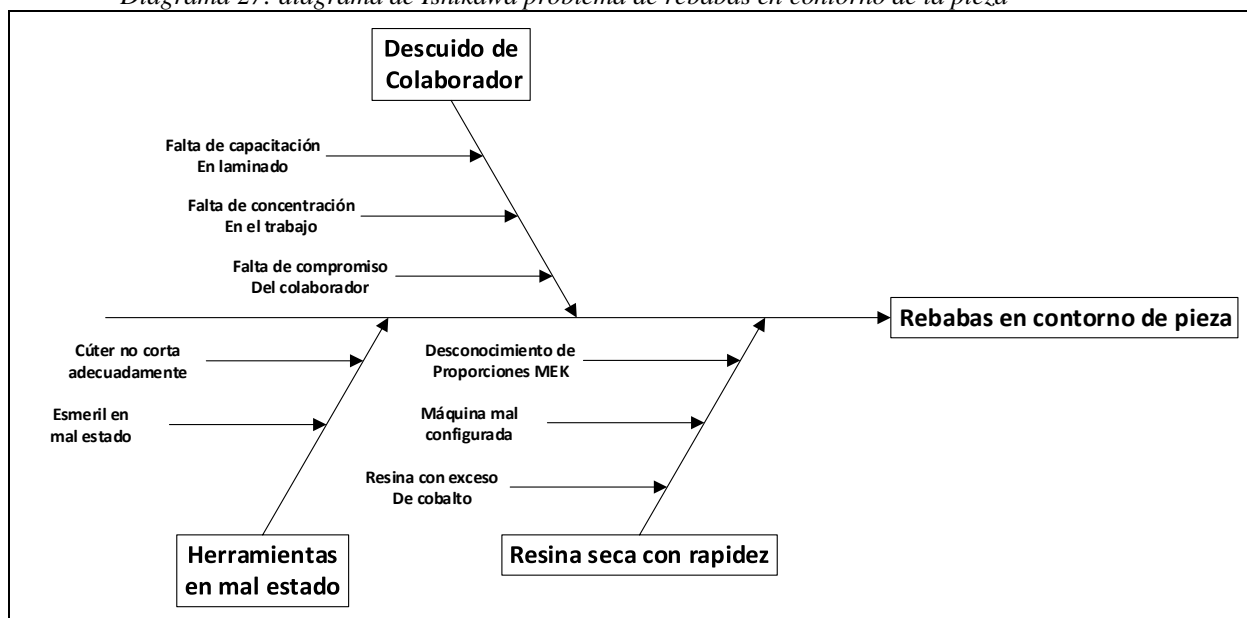 Diagrama 27: diagrama de Ishikawa problema de rebabas en contorno de la pieza
Descuido de
Colaborador
Falta de capacitación
En laminado
Falta de concentración
En el trabajo
Falta de compromiso
Del colaborador
Rebabas en contorno de pieza
Cúter no corta
adecuadamente
Esmeril en
mal estado
Desconocimiento de
Proporciones MEK
Máquina mal
configurada
Resina con exceso
De cobalto
Herramientas
en mal estado
Resina seca con rapidez